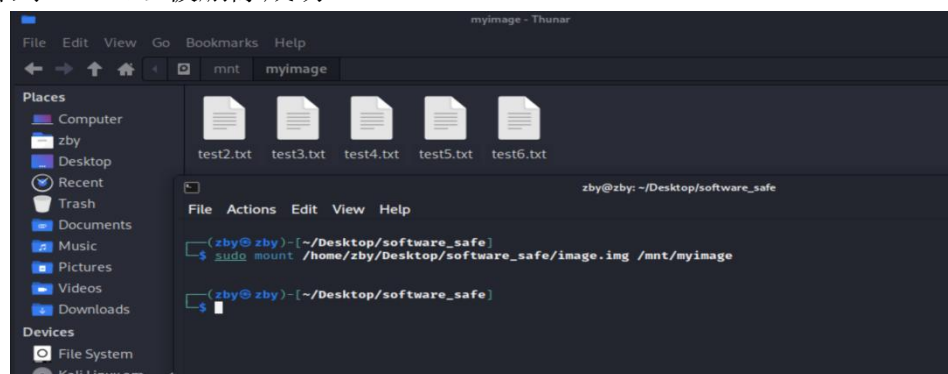 myimage - Thunar
File Edit View Go Bookmarks Help
mnt myimage
Places
Computer
zby
Desktop
Recent
Trash
Documents
Music
Pictures
Videos
Downloads
Devices
File System
test2.txt test3.txt test4.txt test5.txt test6.txt
zby@zby: ~/Desktop/software_safe
File Actions Edit View Help
┌──(zby㉿zby)-[~/Desktop/software_safe]
└─$ sudo mount /home/zby/Desktop/software_safe/image.img /mnt/myimage
┌──(zby㉿zby)-[~/Desktop/software_safe]
└─$